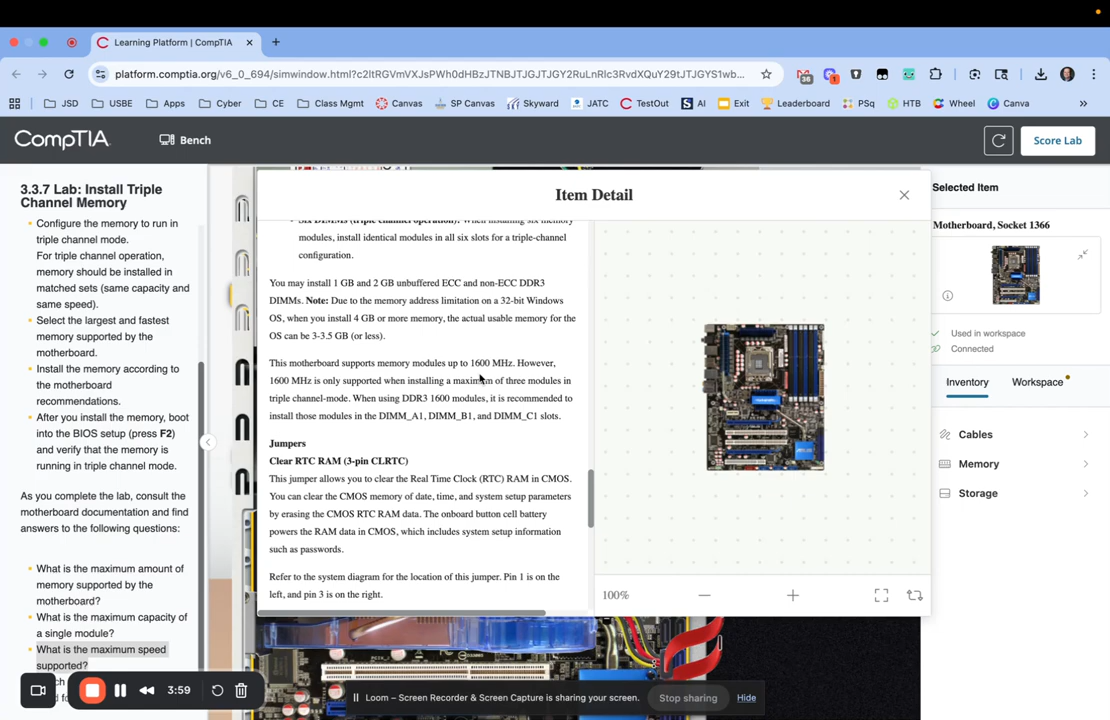 Learning Platform | CompTIA
platform.comptia.org/v6_0_694/simwindow.html?c2ltRGVmVXJsPWh0dHBzJTNBJTJGJTJGY2RuLnRlc3RvdXQuY29tJTJGYS1wb...
36
1
JSD
USBE
Apps
Cyber
CE
Class Mgmt
Canvas
SP Canvas
Skyward
JATC
TestOut
AI
Exit
Leaderboard
PSq
HTB
Wheel
Canva
CompTIA
Bench
Score Lab
3.3.7 Lab: Install Triple
Channel Memory
Configure the memory to run in
triple channel mode.
For triple channel operation,
memory should be installed in
matched sets (same capacity and
same speed).
Select the largest and fastest
memory supported by the
motherboard.
Install the memory according to
the motherboard
recommendations.
After you install the memory, boot
into the BIOS setup (press F2)
and verify that the memory is
running in triple channel mode.
As you complete the lab, consult the
motherboard documentation and find
answers to the following questions:
What is the maximum amount of
memory supported by the
motherboard?
What is the maximum capacity of
a single module?
What is the maximum speed
supported?
3:59
Item Detail
Six DIMMs (triple channel operation): When installing six memory
modules, install identical modules in all six slots for a triple-channel
configuration.
You may install 1 GB and 2 GB unbuffered ECC and non-ECC DDR3
DIMMs. Note: Due to the memory address limitation on a 32-bit Windows
OS, when you install 4 GB or more memory, the actual usable memory for the
OS can be 3-3.5 GB (or less).
This motherboard supports memory modules up to 1600 MHz. However,
1600 MHz is only supported when installing a maximum of three modules in
triple channel-mode. When using DDR3 1600 modules, it is recommended to
install those modules in the DIMM_A1, DIMM_B1, and DIMM_C1 slots.
Jumpers
Clear RTC RAM (3-pin CLRTC)
This jumper allows you to clear the Real Time Clock (RTC) RAM in CMOS.
You can clear the CMOS memory of date, time, and system setup parameters
by erasing the CMOS RTC RAM data. The onboard button cell battery
powers the RAM data in CMOS, which includes system setup information
such as passwords.
Refer to the system diagram for the location of this jumper. Pin 1 is on the
left, and pin 3 is on the right.
100%
Selected Item
Motherboard, Socket 1366
Used in workspace
Connected
Inventory
Workspace
Cables
Memory
Storage
Loom – Screen Recorder & Screen Capture is sharing your screen.
Stop sharing
Hide